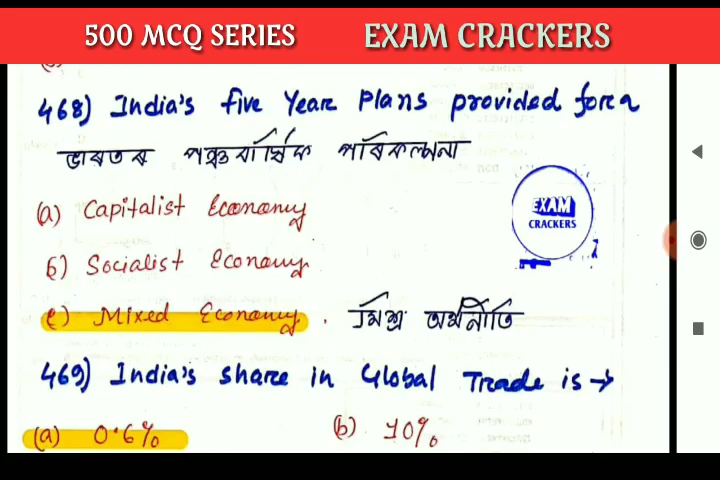 500 MCQ SERIES EXAM CRACKERS
468) India's five Year Plans provided for a
ভাৰতৰ পঞ্চবাৰ্ষিক পৰিকল্পনা
(a) Capitalist Economy
EXAM
CRACKERS
b) Socialist Economy
c) Mixed Economy. মিশ্ৰ অৰ্থনীতি
469) India's share in Global Trade is →
(a) 0.6% (b) 10%